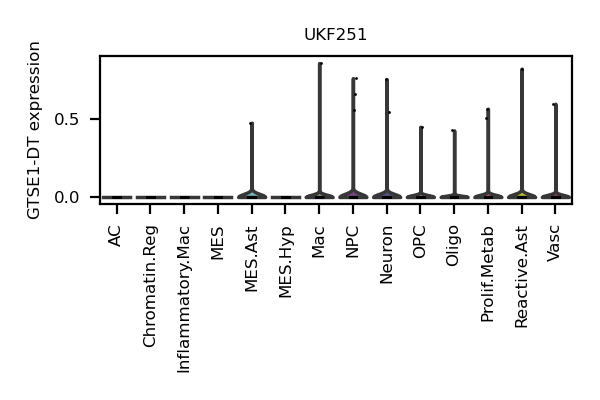 UKF251
GTSE1-DT expression
0.5
0.0
AC
Chromatin.Reg
Inflammatory.Mac
MES
MES.Ast
MES.Hyp
Mac
NPC
Neuron
OPC
Oligo
Prolif.Metab
Reactive.Ast
Vasc